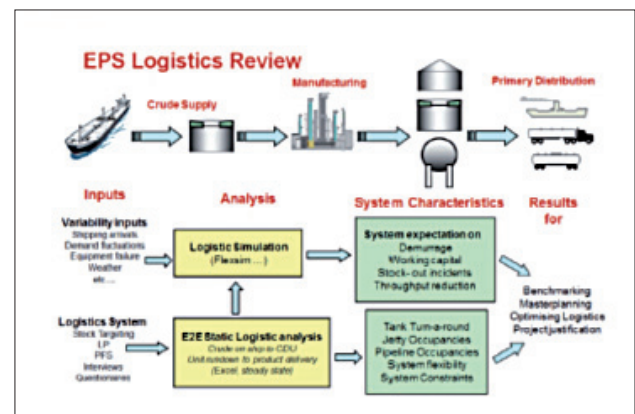 EPS Logistics Review
Manufacturing
Primary Distribution
Crude Supply
Inputs
Analysis
System Characteristics
Results
for
Variability inputs
Shipping arrivals
Demand fluctuations
Equipment failure
Weather
etc....
Logistic Simulation
(Flexsim ...)
System expectation on
Demurrage
Working capital
Stock-out incidents
Throughput reduction
Benchmarking
Masterplanning
Optimising Logistics
Project justification
Logistics System
Stock Targeting
LP
PFS
Interviews
Questionaires
E2E Static Logistic analysis
Crude on ship to CDU
Unit rundown to product delivery
(Excel, steady state)
Tank Turn-a-round
Jetty Occupancies
Pipeline Occupancies
System flexibility
System Constraints